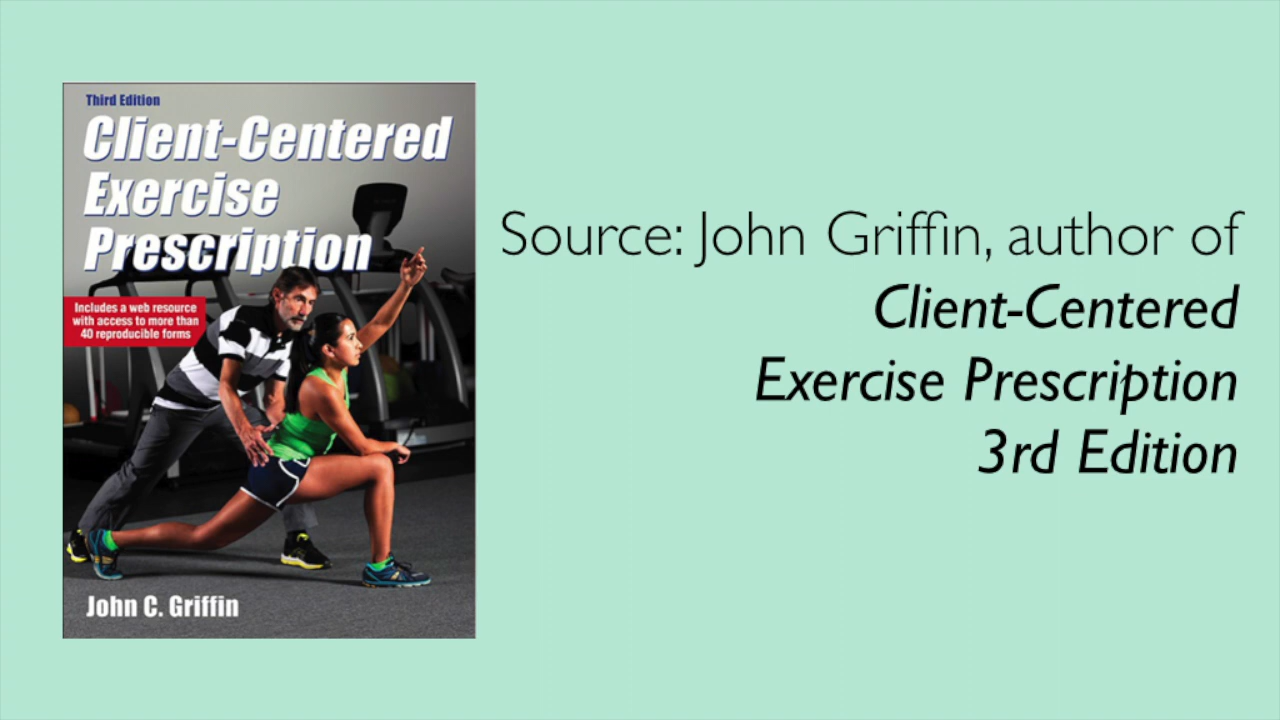 Third Edition
Client-Centered
Exercise
Prescription
Includes a web resource
with access to more than
40 reproducible forms
John C. Griffin
Source: John Griffin, author of
Client-Centered
Exercise Prescription
3rd Edition